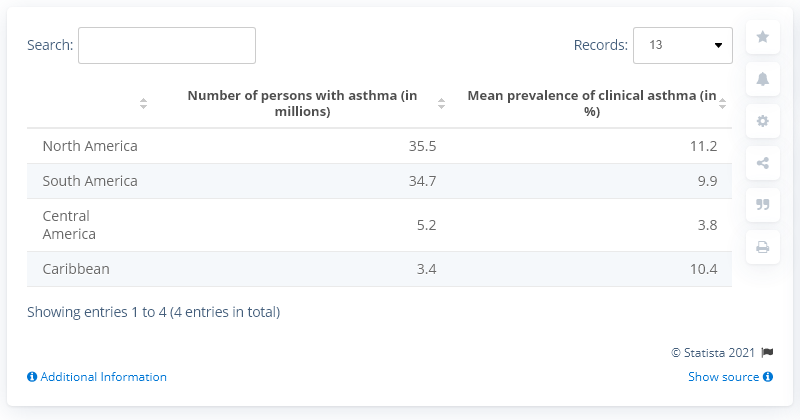 Search:
Records: 13
Number of persons with asthma (in millions)
Mean prevalence of clinical asthma (in %)
North America 35.5 11.2
South America 34.7 9.9
Central America 5.2 3.8
Caribbean 3.4 10.4
Showing entries 1 to 4 (4 entries in total)
© Statista 2021
Additional Information
Show source